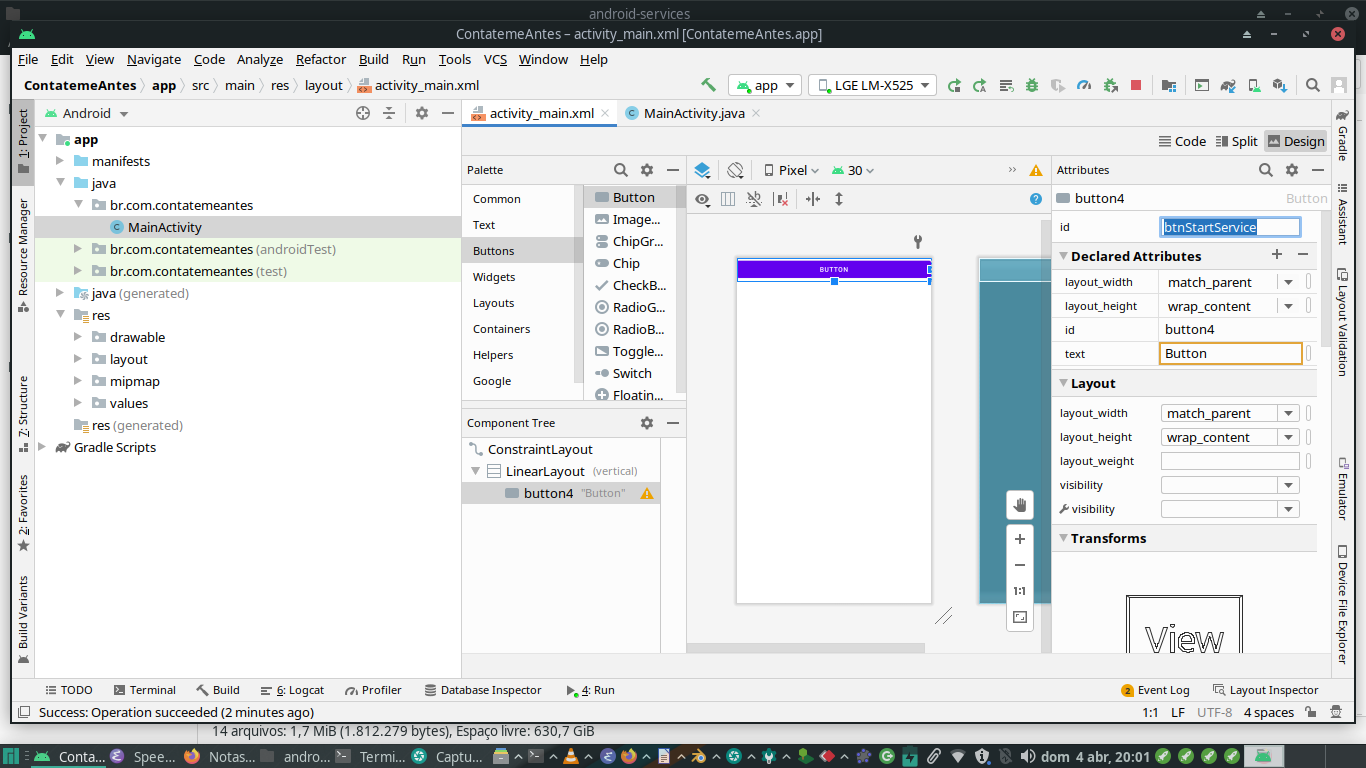 android-services
ContatemeAntes – activity_main.xml [ContatemeAntes.app]
File Edit View Navigate Code Analyze Refactor Build Run Tools VCS Window Help
ContatemeAntes app src main res layout activity_main.xml
app
LGE LM-X525
1: Project
Resource Manager
7: Structure
2: Favorites
Build Variants
Android
app
manifests
java
br.com.contatemeantes
MainActivity
br.com.contatemeantes (androidTest)
br.com.contatemeantes (test)
java (generated)
res
drawable
layout
mipmap
values
res (generated)
Gradle Scripts
activity_main.xml
MainActivity.java
Code Split Design
Palette
Common
Text
Buttons
Widgets
Layouts
Containers
Helpers
Google
Button
Image...
ChipGr...
Chip
CheckB...
RadioG...
RadioB...
Toggle...
Switch
Floatin...
Component Tree
ConstraintLayout
LinearLayout (vertical)
button4 "Button"
Pixel 30
BUTTON
1:1
Attributes
button4 Button
id btnStartService
Declared Attributes
layout_width match_parent
layout_height wrap_content
id button4
text Button
Layout
layout_width match_parent
layout_height wrap_content
layout_weight
visibility
visibility
Transforms
View
Gradle
Assistant
Layout Validation
Emulator
Device File Explorer
TODO Terminal Build 6: Logcat Profiler Database Inspector 4: Run 2 Event Log Layout Inspector
Success: Operation succeeded (2 minutes ago) 1:1 LF UTF-8 4 spaces
14 arquivos: 1,7 MiB (1.812.279 bytes), Espaço livre: 630,7 GiB
Conta... Spee... Notas... andro... Termi... Captu... dom 4 abr, 20:01